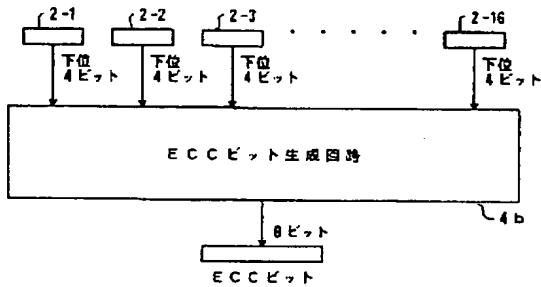 2-1 2-2 2-3 ・・・・・ 2-16
下位 下位 下位 下位
4ビット 4ビット 4ビット 4ビット
ECCビット生成回路
4b
8ビット
ECCビット